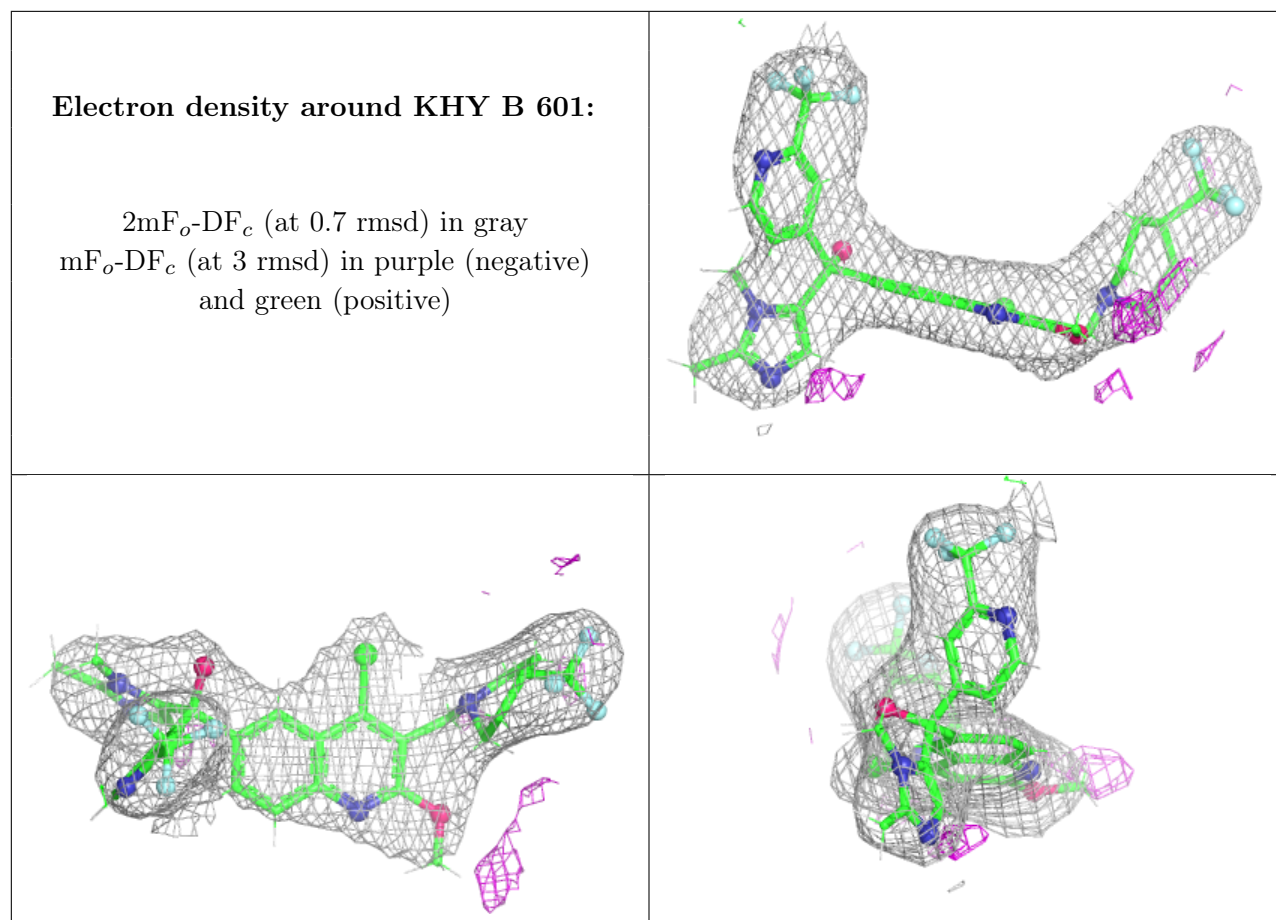 Electron density around KHY B 601:
2mFₒ-DF𝒸 (at 0.7 rmsd) in gray
mFₒ-DF𝒸 (at 3 rmsd) in purple (negative)
and green (positive)